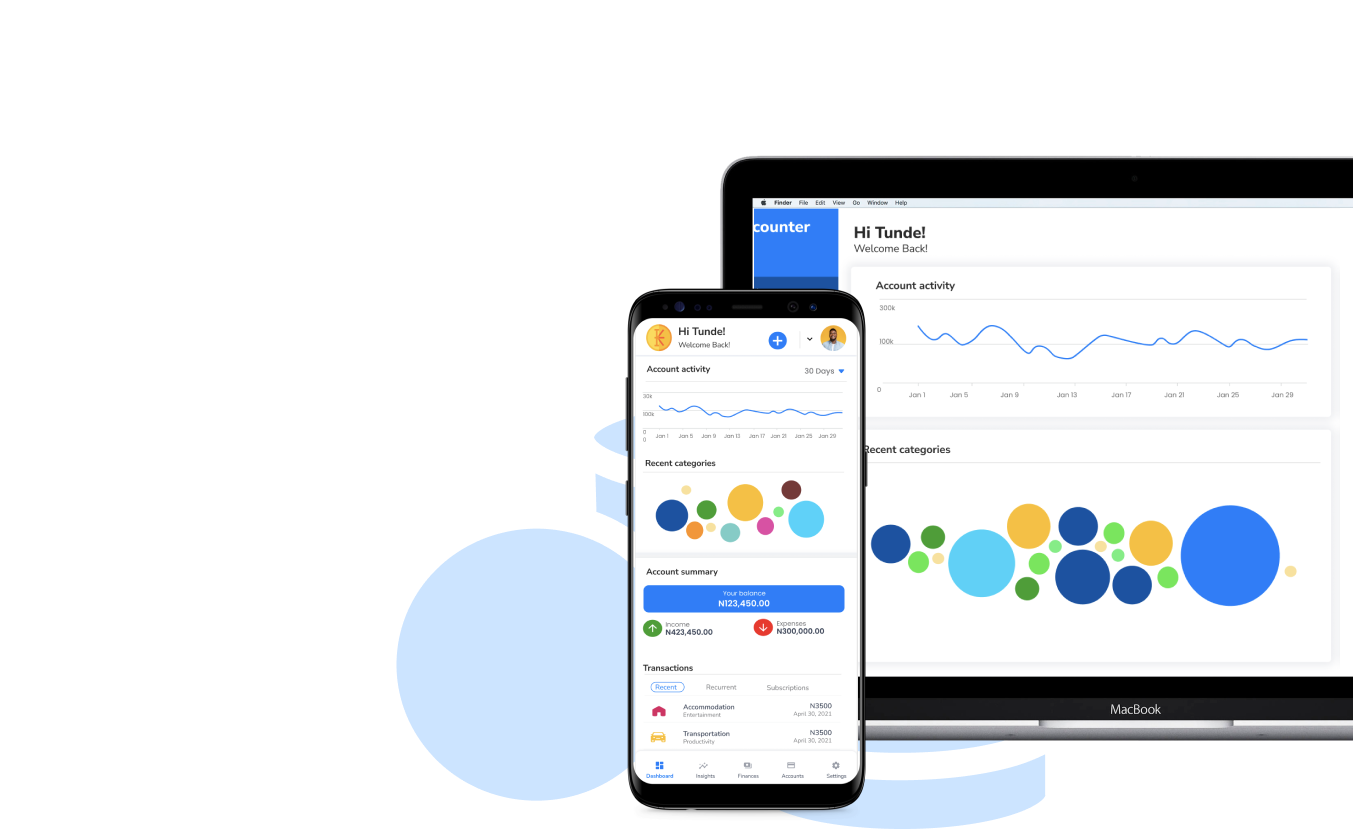 Finder File Edit View Go Window Help
counter
Hi Tunde!
Welcome Back!
Account activity
300k
100k
0
Jan 1 Jan 5 Jan 9 Jan 13 Jan 17 Jan 21 Jan 25 Jan 29
Recent categories
MacBook
Hi Tunde!
Welcome Back!
Account activity
30 Days
20k
100k
0
0
Jan 1 Jan 5 Jan 9 Jan 13 Jan 17 Jan 21 Jan 25 Jan 29
Recent categories
Account summary
Your balance
N123,450.00
Income
N423,450.00
Expenses
N300,000.00
Transactions
Recent Recurrent Subscriptions
Accommodation N3500
Entertainment April 30, 2021
Transportation N3500
Productivity April 30, 2021
Dashboard Insights Finances Accounts Settings